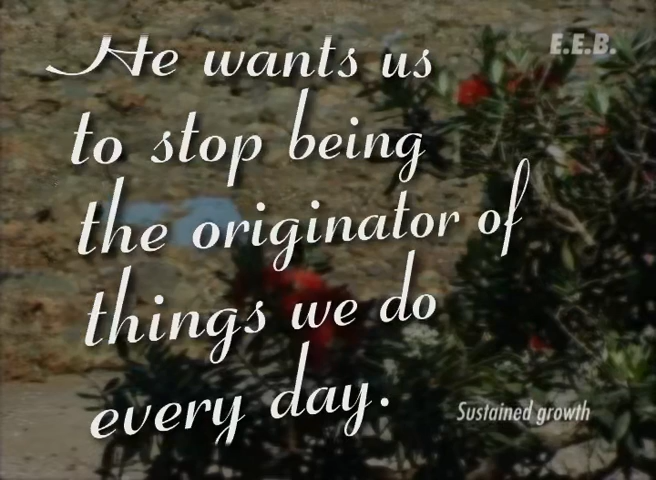 E.E.B.
He wants us
to stop being
the originator of
things we do
every day.
Sustained growth